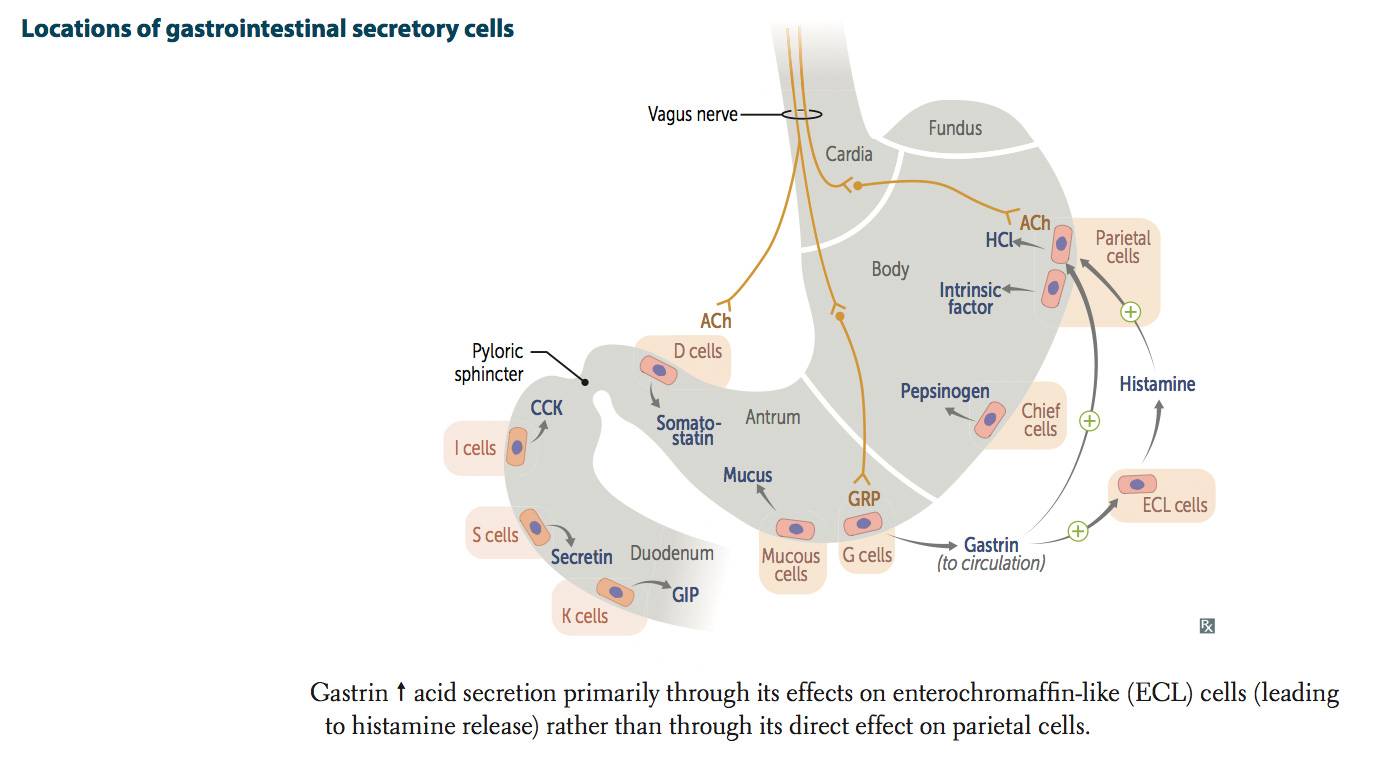 Locations of gastrointestinal secretory cells
Vagus nerve
Fundus
Cardia
ACh
HCl
Parietal
cells
Body
Intrinsic
factor
ACh
Pyloric
sphincter
D cells
Histamine
CCK
Pepsinogen
Chief
cells
Somato-
statin
Antrum
I cells
Mucus
GRP
ECL cells
S cells
Secretin
Duodenum
Mucous
cells
G cells
Gastrin
(to circulation)
GIP
K cells
Rx
Gastrin ↑ acid secretion primarily through its effects on enterochromaffin-like (ECL) cells (leading
to histamine release) rather than through its direct effect on parietal cells.